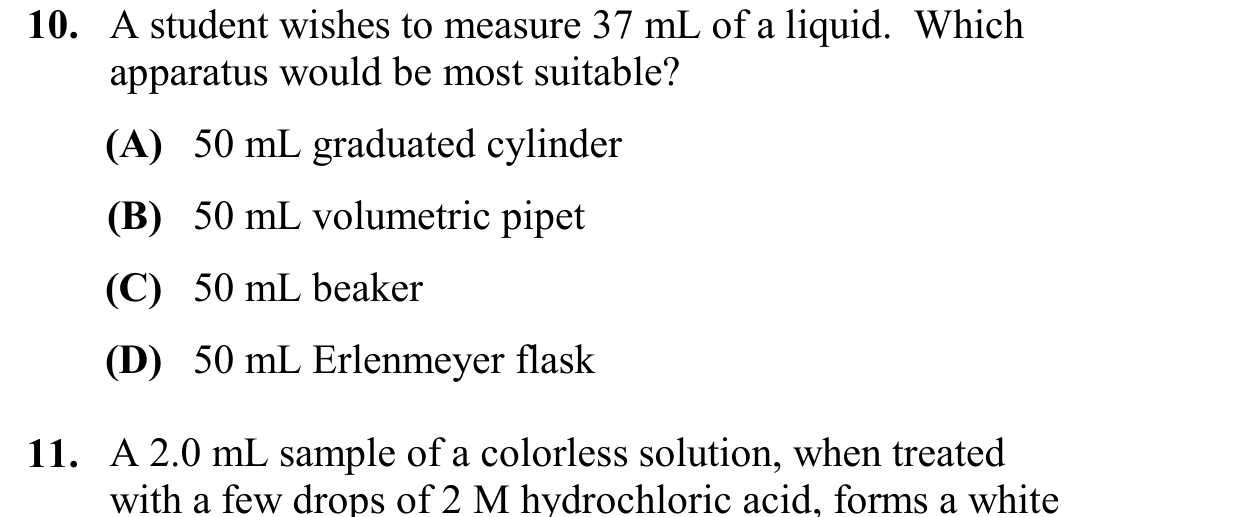 10. A student wishes to measure 37 mL of a liquid. Which
apparatus would be most suitable?
(A) 50 mL graduated cylinder
(B) 50 mL volumetric pipet
(C) 50 mL beaker
(D) 50 mL Erlenmeyer flask
11. A 2.0 mL sample of a colorless solution, when treated
with a few drops of 2 M hydrochloric acid, forms a white